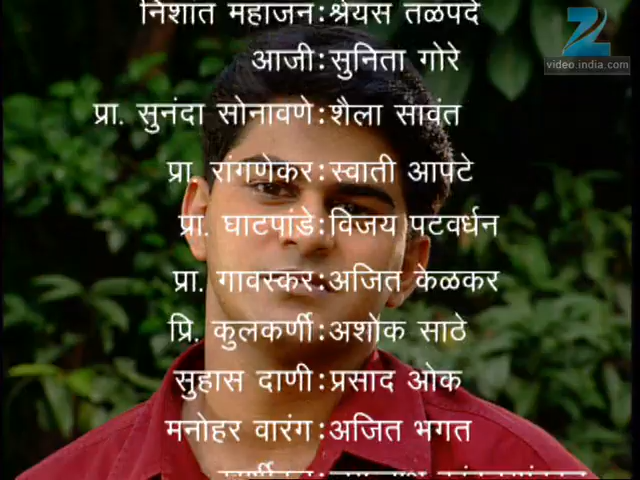 निशांत महाजन:श्रेयस तळपदे
आजी:सुनिता गोरे
प्रा. सुनंदा सोनावणे:शैला सावंत
प्रा. रांगणेकर:स्वाती आपटे
प्रा. घाटपांडे:विजय पटवर्धन
प्रा. गावस्कर:अजित केळकर
प्रि. कुलकर्णी:अशोक साठे
सुहास दाणी:प्रसाद ओक
मनोहर वारंग:अजित भगत
Z
video.india.com